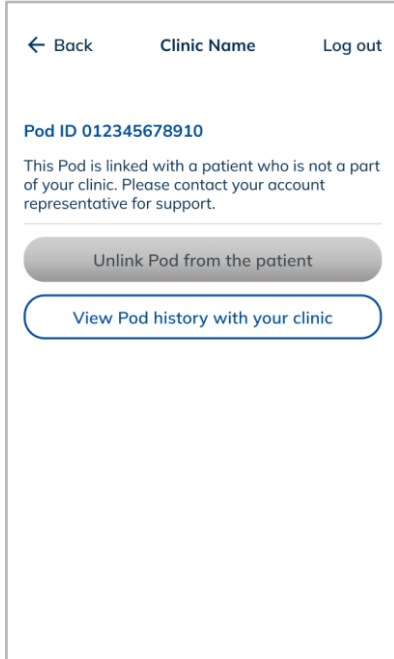 ← Back Clinic Name Log out
Pod ID 012345678910
This Pod is linked with a patient who is not a part
of your clinic. Please contact your account
representative for support.
Unlink Pod from the patient
View Pod history with your clinic